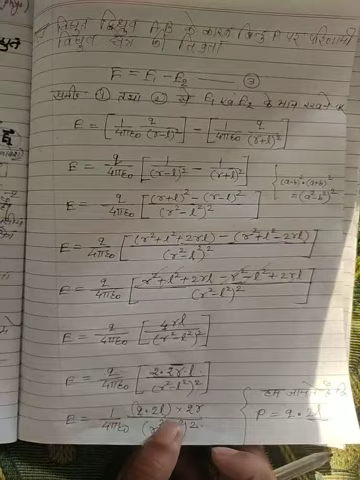 विद्युत द्विध्रुव AB के कारण बिन्दु P पर परिणामी
विद्युत क्षेत्र की तीव्रता
E = E₁ - E₂ ——— ③
समी०- ① तथा ② से E₁ एवं E₂ के मान रखने पर
E = [1/4πε₀ q/(r-l)²] - [1/4πε₀ q/(r+l)²]
E = q/4πε₀ [1/(r-l)² - 1/(r+l)²]
{(a-b)²·(a+b)² = (a²-b²)²
E = q/4πε₀ [(r+l)² - (r-l)²/(r²-l²)²]
E = q/4πε₀ [(r²+l²+2rl) - (r²+l²-2rl)/(r²-l²)²]
E = q/4πε₀ [r²+l²+2rl-r²-l²+2rl/(r²-l²)²]
E = q/4πε₀ [4rl/(r²-l²)²]
E = q/4πε₀ [2·2r·l/(r²-l²)²]
हम जानते हैं कि
P = q·2l
E = 1/4πε₀ (q·2l)×2r